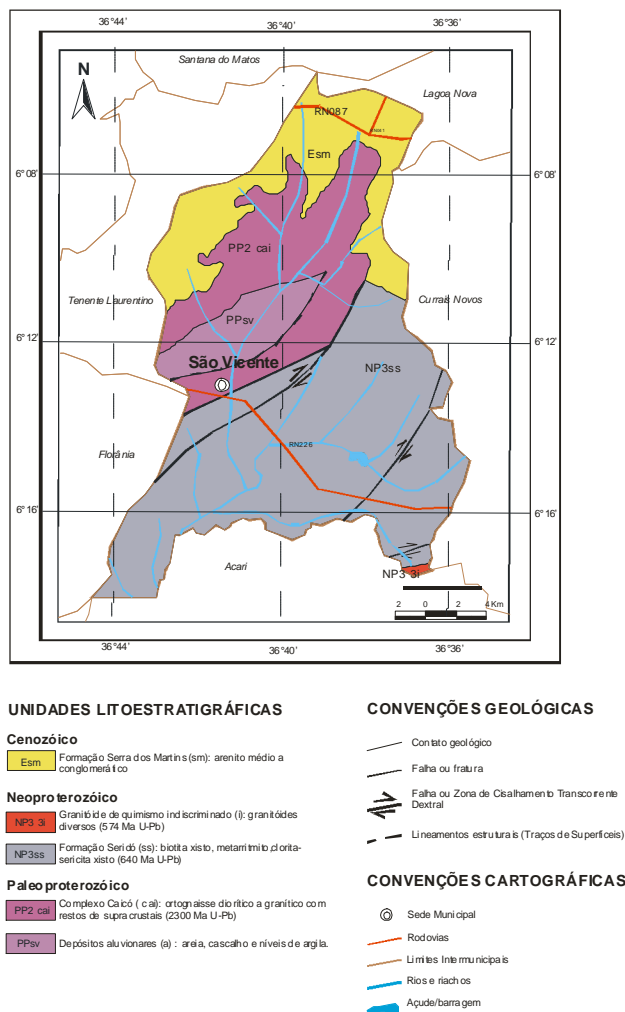 36°44’ 36°40’ 36°36’
Santana do Matos
N
Lagoa Nova
RN087
Esm
6°08’ 6°08’
PP2 cai
Tenente Laurentino
Currais Novos
PPsv
6°12’ 6°12’
São Vicente
NP3ss
Florânia
RN226
6°16’ 6°16’
Acari
NP3 3i
2 0 2 4 Km
36°44’ 36°40’ 36°36’
UNIDADES LITOESTRATIGRÁFICAS
Cenozóico
Esm Formação Serra dos Martins (sm): arenito médio a
conglomerático
Neoproterozóico
NP3 3i Granitóide de quimismo indiscriminado (i): granitóides
diversos (574 Ma U-Pb)
NP3ss Formação Seridó (ss): biotita xisto, metarritmito,clorita-
sericita xisto (640 Ma U-Pb)
Paleoproterozóico
PP2 cai Complexo Caicó ( cai): ortognaisse diorítico a granítico com
restos de supracrustais (2300 Ma U-Pb)
PPsv Depósitos aluvionares (a) : areia, cascalho e níveis de argila.
CONVENÇÕES GEOLÓGICAS
Contato geológico
Falha ou fratura
Falha ou Zona de Cisalhamento Transcorrente
Dextral
Lineamentos estruturais (Traços de Superfíceis)
CONVENÇÕES CARTOGRÁFICAS
Sede Municipal
Rodovias
Limites Intermunicipais
Rios e riachos
Açude/barragem